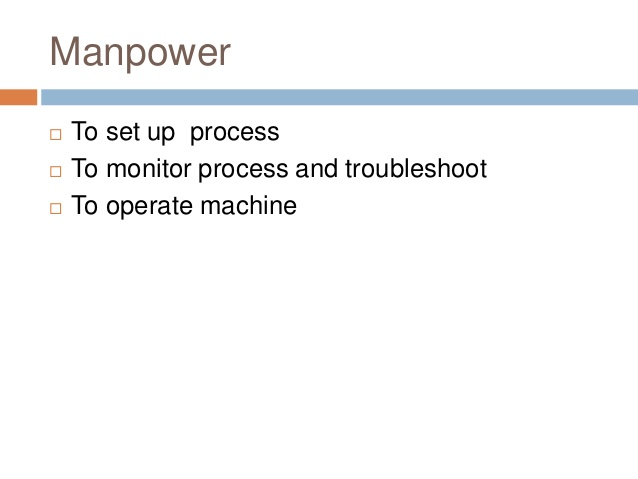 Manpower
To set up  process
To monitor process and troubleshoot
To operate machine